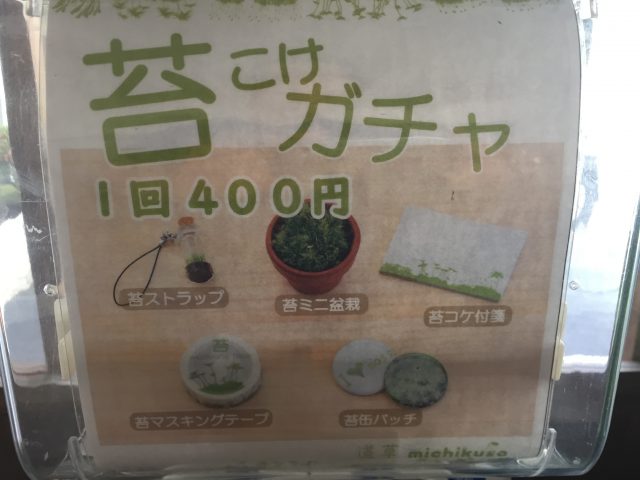 苔こけガチャ
1回400円
苔ストラップ
苔ミニ盆栽
苔コケ付箋
苔
苔マスキングテープ
苔缶バッチ
道草 michikusa